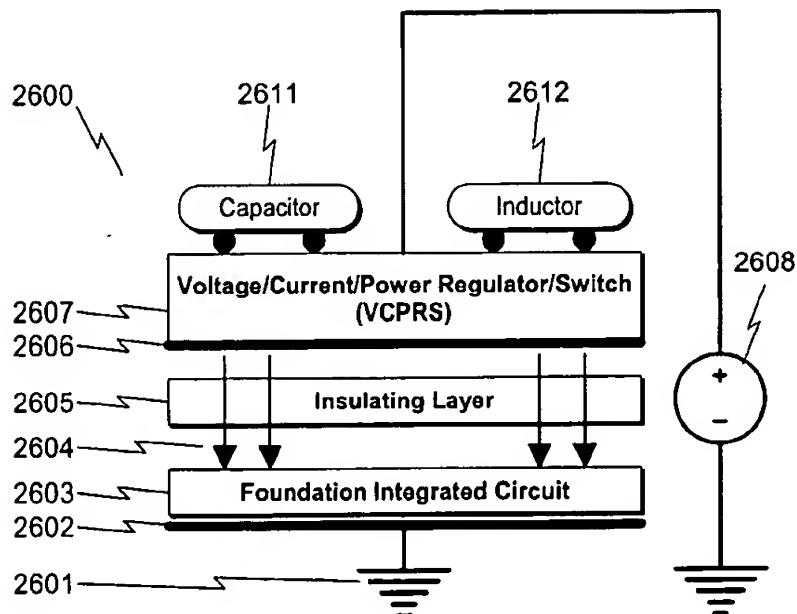 2600
2611
2612
Capacitor
Inductor
Voltage/Current/Power Regulator/Switch
(VCPRS)
2608
2607
2606
+
2605
Insulating Layer
−
2604
2603
Foundation Integrated Circuit
2602
2601